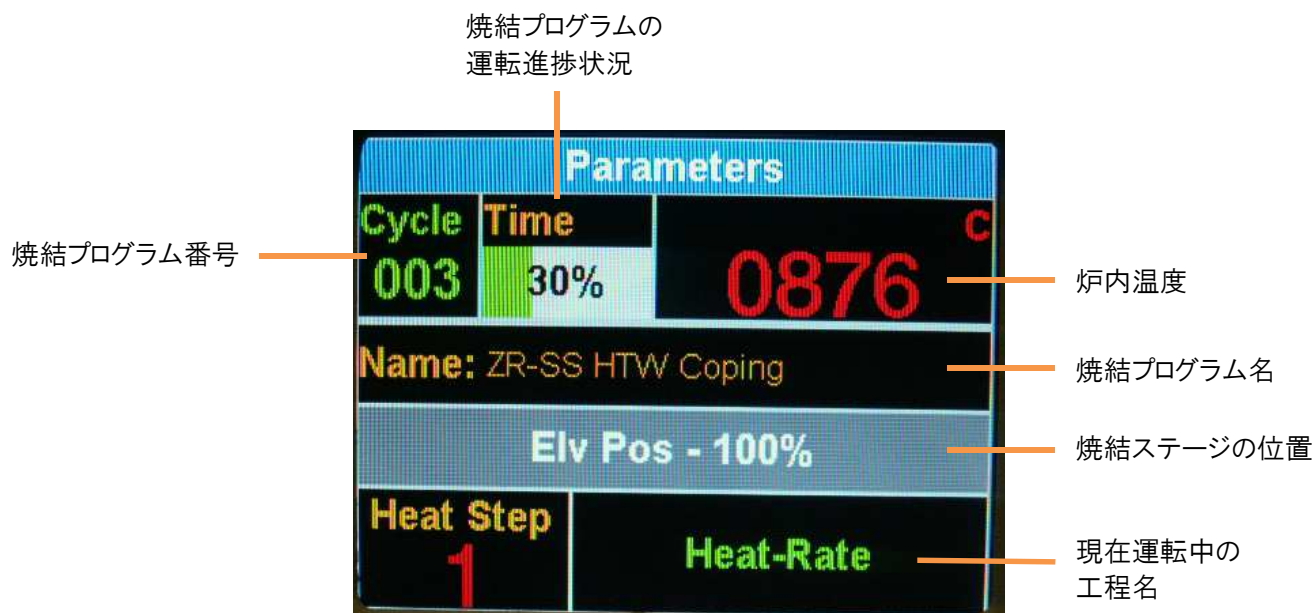 焼結プログラムの
運転進捗状況
Parameters
Cycle
Time
C
焼結プログラム番号
003
30%
0876
炉内温度
Name: ZR-SS HTW Coping
焼結プログラム名
Elv Pos - 100%
焼結ステージの位置
Heat Step
1
Heat-Rate
現在運転中の
工程名